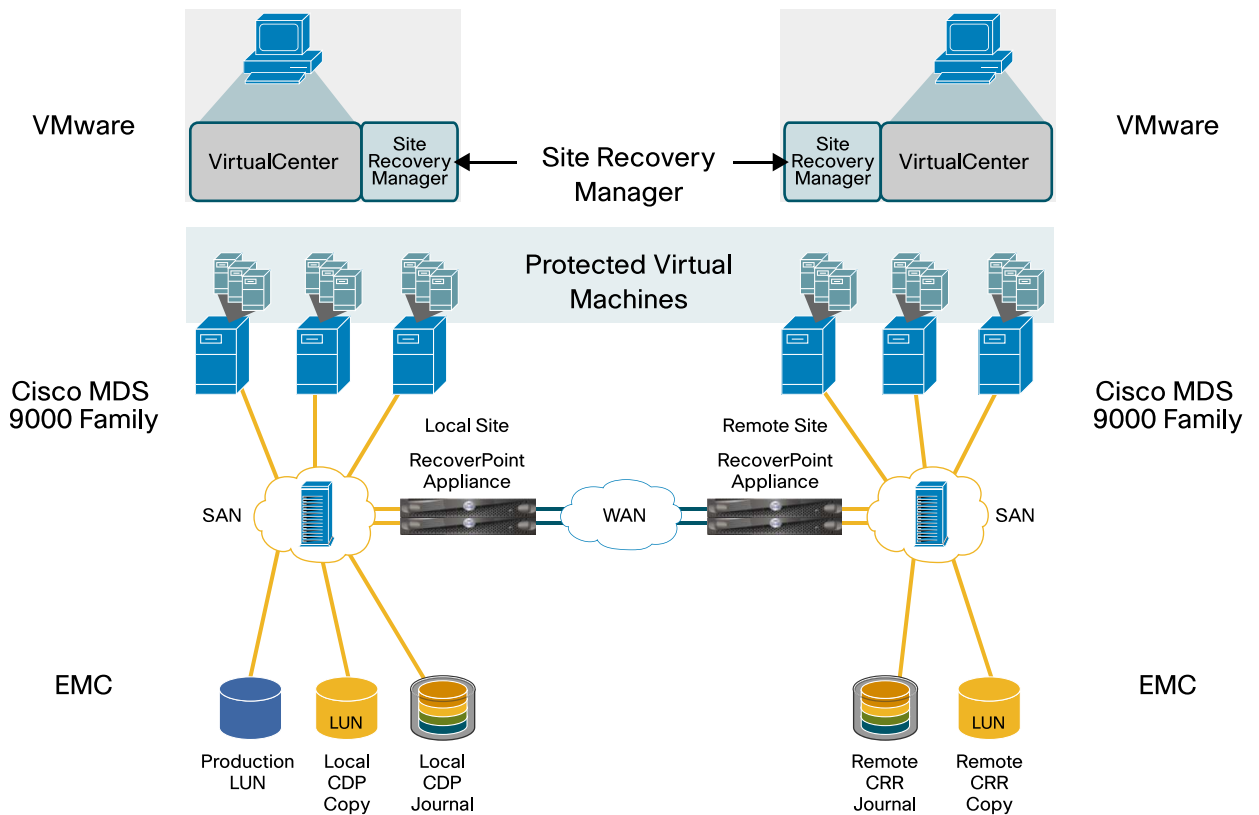 VMware
VirtualCenter
Site
Recovery
Manager
Site Recovery
Manager
Site
Recovery
Manager
VirtualCenter
VMware
Protected Virtual
Machines
Cisco MDS
9000 Family
Cisco MDS
9000 Family
Local Site
Remote Site
RecoverPoint
Appliance
RecoverPoint
Appliance
SAN
WAN
SAN
EMC
LUN
LUN
EMC
Production
LUN
Local
CDP
Copy
Local
CDP
Journal
Remote
CRR
Journal
Remote
CRR
Copy